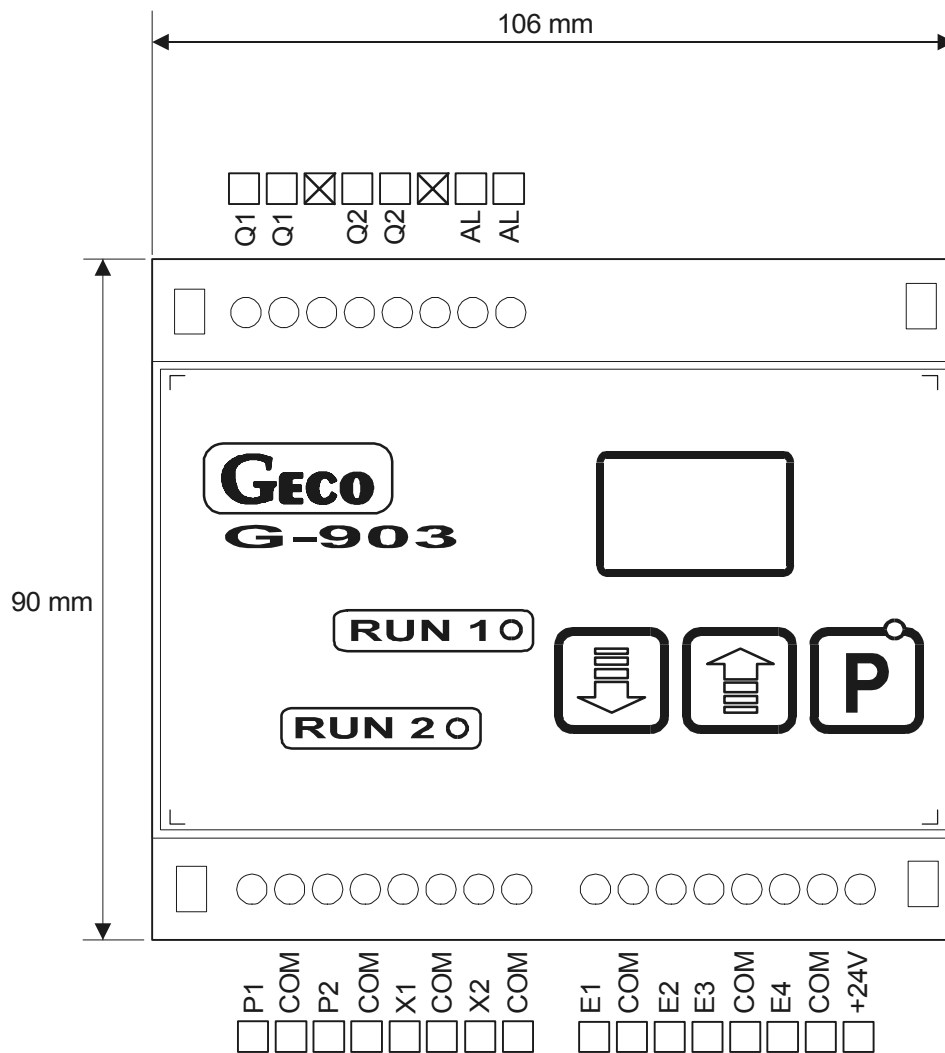 106 mm
Q1 Q1 Q2 Q2 AL AL
GECO
G-903
90 mm
RUN 1
P
RUN 2
P1 COM P2 COM X1 COM X2 COM E1 COM E2 E3 COM E4 COM +24V